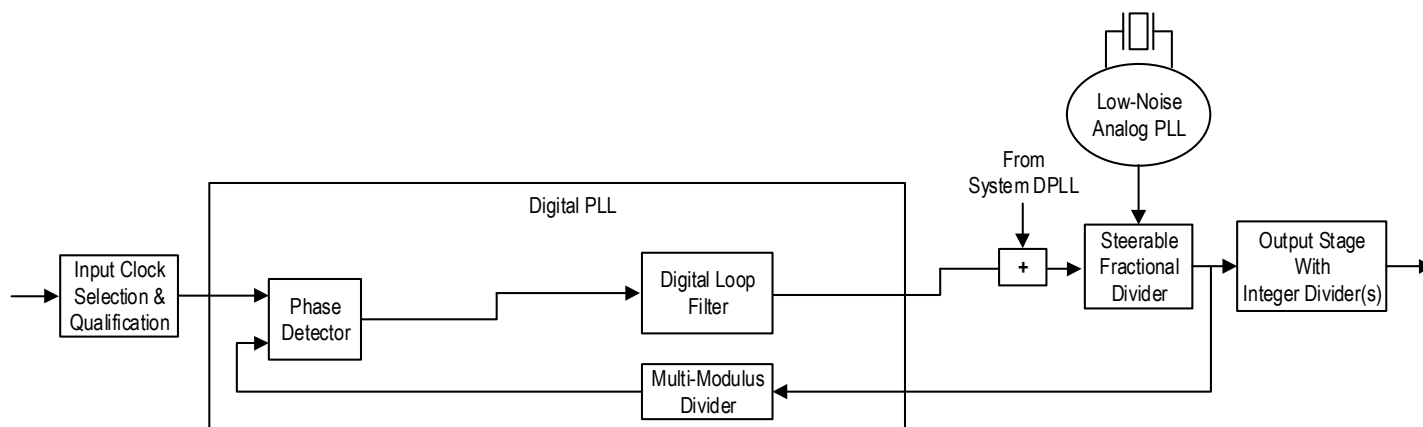 Low-Noise
Analog PLL
From
System DPLL
Digital PLL
Input Clock
Selection &
Qualification
Phase
Detector
Digital Loop
Filter
+
Steerable
Fractional
Divider
Output Stage
With
Integer Divider(s)
Multi-Modulus
Divider